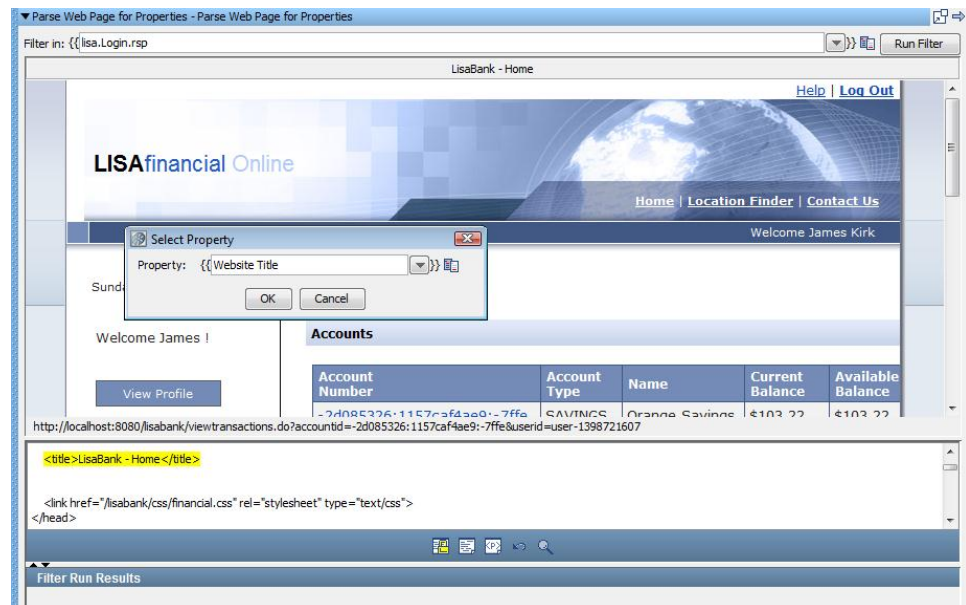 Parse Web Page for Properties - Parse Web Page for Properties
Filter in: {{lisa.Login.rsp}} Run Filter
LisaBank - Home
Help | Log Out
LISAfinancial Online
Home | Location Finder | Contact Us
Welcome James Kirk
Select Property
Property: {{Website Title}}
OK Cancel
Sund
Welcome James !
View Profile
Accounts
Account Number Account Type Name Current Balance Available Balance
-2d085326:1157caf4ae9:-7ffe SAVINGS Orange Savings $103.22 $103.22
http://localhost:8080/lisabank/viewtransactions.do?accountid=-2d085326:1157caf4ae9:-7ffe&userid=user-1398721607
<title>LisaBank - Home</title>
<link href="/lisabank/css/financial.css" rel="stylesheet" type="text/css">
</head>
Filter Run Results